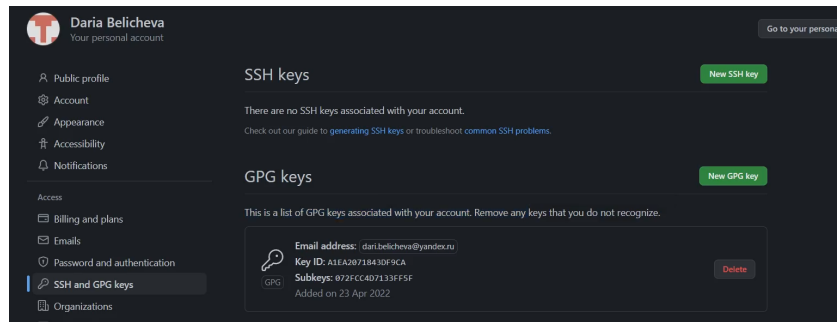 Daria Belicheva
Your personal account
Go to your persona
Public profile
Account
Appearance
Accessibility
Notifications
Access
Billing and plans
Emails
Password and authentication
SSH and GPG keys
Organizations
SSH keys
New SSH key
There are no SSH keys associated with your account.
Check out our guide to generating SSH keys or troubleshoot common SSH problems.
GPG keys
New GPG key
This is a list of GPG keys associated with your account. Remove any keys that you do not recognize.
Email address: dari.belicheva@yandex.ru
Key ID: A1EA2071843DF9CA
GPG
Subkeys: 072FCC4D7133FF5F
Added on 23 Apr 2022
Delete